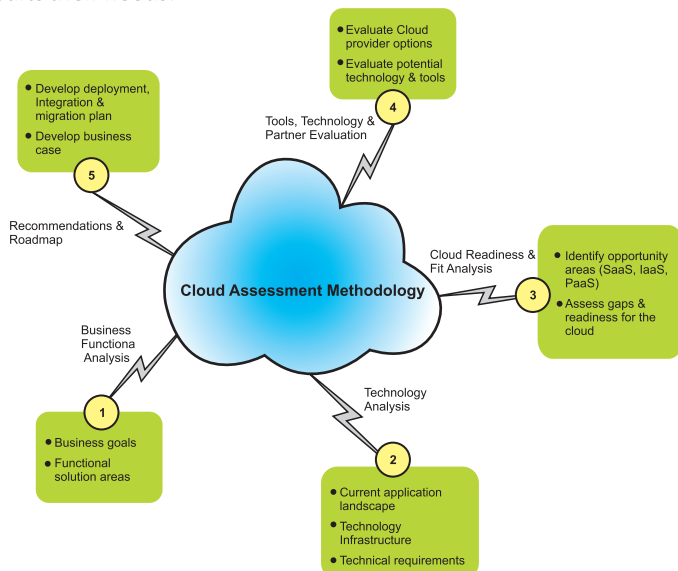 • Evaluate Cloud
provider options
• Evaluate potential
technology & tools
4
Tools, Technology &
Partner Evaluation
• Develop deployment,
Integration &
migration plan
• Develop business
case
5
Recommendations &
Roadmap
Cloud Assessment Methodology
Cloud Readiness &
Fit Analysis
3
• Identify opportunity
areas (SaaS, IaaS,
PaaS)
• Assess gaps &
readiness for the
cloud
Business
Functiona
Analysis
1
• Business goals
• Functional
solution areas
Technology
Analysis
2
• Current application
landscape
• Technology
Infrastructure
• Technical requirements